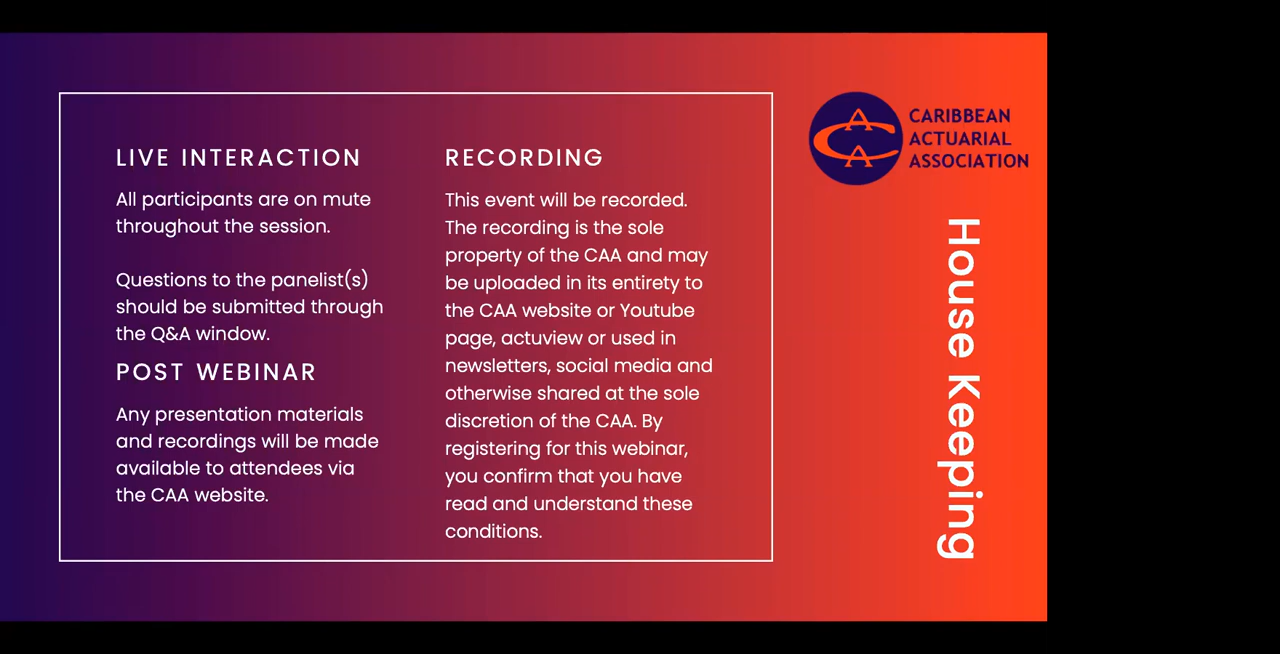 LIVE INTERACTION
All participants are on mute
throughout the session.
Questions to the panelist(s)
should be submitted through
the Q&A window.
POST WEBINAR
Any presentation materials
and recordings will be made
available to attendees via
the CAA website.
RECORDING
This event will be recorded.
The recording is the sole
property of the CAA and may
be uploaded in its entirety to
the CAA website or Youtube
page, actuview or used in
newsletters, social media and
otherwise shared at the sole
discretion of the CAA. By
registering for this webinar,
you confirm that you have
read and understand these
conditions.
CARIBBEAN
ACTUARIAL
ASSOCIATION
House Keeping